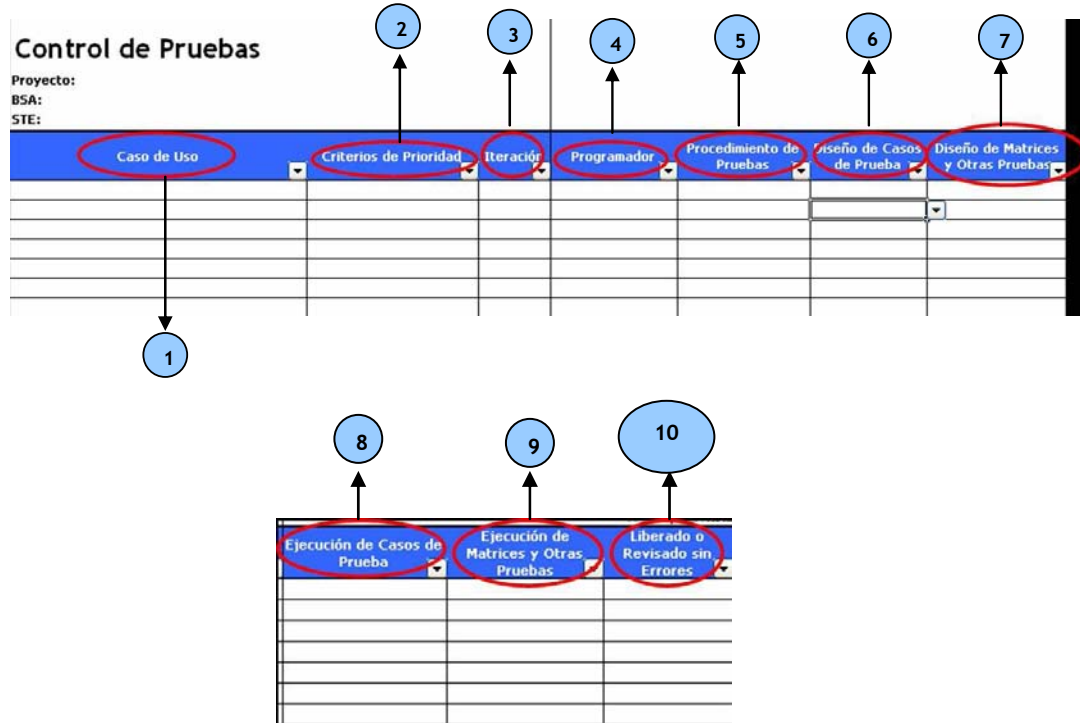 2
3
4
5
6
7
Control de Pruebas
Proyecto:
BSA:
STE:
Caso de Uso
Criterios de Prioridad
Iteración
Programador
Procedimiento de
Pruebas
Diseño de Casos
de Prueba
Diseño de Matrices
y Otras Pruebas
1
8
9
10
Ejecución de Casos de
Prueba
Ejecución de
Matrices y Otras
Pruebas
Liberado o
Revisado sin
Errores